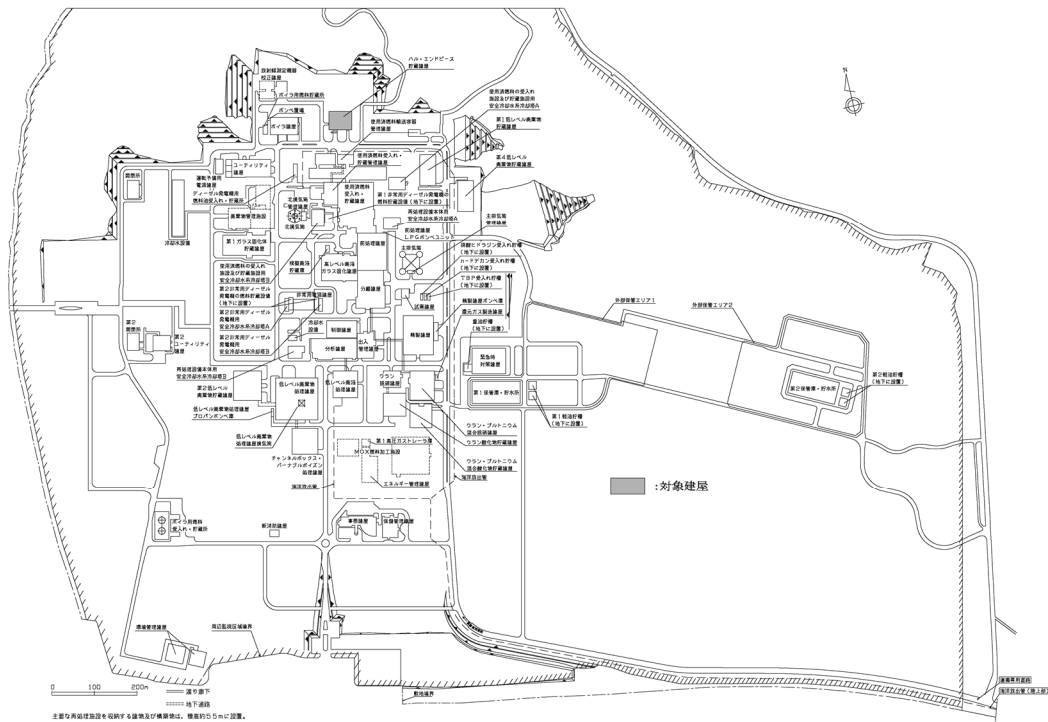 ハル・エンドピース
貯蔵建屋
放射線測定機器
校正建屋
ボイラ用燃料貯蔵所
ボンベ置場
ボイラ建屋
使用済燃料の受入れ
施設及び貯蔵施設用
安全冷却水系冷却塔A
使用済燃料輸送容器
管理建屋
第1低レベル廃棄物
貯蔵建屋
使用済燃料受入れ・
貯蔵管理建屋
第4低レベル
廃棄物貯蔵建屋
N
開閉所
ユーティリティ
建屋
運転予備用
電源建屋
ディーゼル発電機用
燃料油受入れ・貯蔵所
使用済燃料
受入れ・
貯蔵建屋
第1非常用ディーゼル発電機の
燃料貯蔵設備（地下に設置）
北換気筒
管理建屋
北換気筒
廃棄物管理施設
冷却水設備
再処理設備本体用
安全冷却水系冷却塔A
主排気筒
管理建屋
前処理建屋
LPGボンベユニット
前処理建屋
主排気筒
第1ガラス固化体
貯蔵建屋
模擬廃液
貯蔵庫
高レベル廃液
ガラス固化建屋
硝酸ヒドラジン受入れ貯槽
（地下に設置）
n－ドデカン受入れ貯槽
（地下に設置）
TBP受入れ貯槽
（地下に設置）
使用済燃料の受入れ
施設及び貯蔵施設用
安全冷却水系冷却塔B
第2非常用ディーゼル
発電機の燃料貯蔵設備
（地下に設置）
非常用電源建屋
分離建屋
試薬建屋
精製建屋ボンベ庫
還元ガス製造建屋
重油貯槽
（地下に設置）
外部保管エリア1
外部保管エリア2
第2非常用ディーゼル
発電機用
安全冷却水系冷却塔A
第2非常用ディーゼル
発電機用
安全冷却水系冷却塔B
冷却水
設備
制御建屋
分析建屋
出入
管理建屋
精製建屋
第2
開閉所
第2
ユーティリティ
建屋
緊急時
対策建屋
再処理設備本体用
安全冷却水系冷却塔B
第2低レベル
廃棄物貯蔵建屋
低レベル廃棄物
処理建屋
低レベル廃液
処理建屋
ウラン
脱硝建屋
第1保管庫・貯水所
第2保管庫・貯水所
第2軽油貯槽
（地下に設置）
第1軽油貯槽
（地下に設置）
低レベル廃棄物処理建屋
プロパンボンベ庫
低レベル廃棄物
処理建屋換気筒
ウラン・プルトニウム
混合脱硝建屋
ウラン酸化物貯蔵建屋
第1高圧ガストレーラ庫
MOX燃料加工施設
ウラン・プルトニウム
混合酸化物貯蔵建屋
チャンネルボックス・
バーナブルポイズン
処理建屋
海洋放出管
エネルギー管理建屋
海洋放出管
:対象建屋
ボイラ用燃料
受入れ・貯蔵所
新消防建屋
事務建屋
保健管理建屋
環境管理建屋
周辺監視区域境界
敷地境界
運搬専用道路
海洋放出管（陸上部）
0 100 200m
渡り廊下
地下通路
主要な再処理施設を収納する建物及び構築物は、標高約55mに設置。